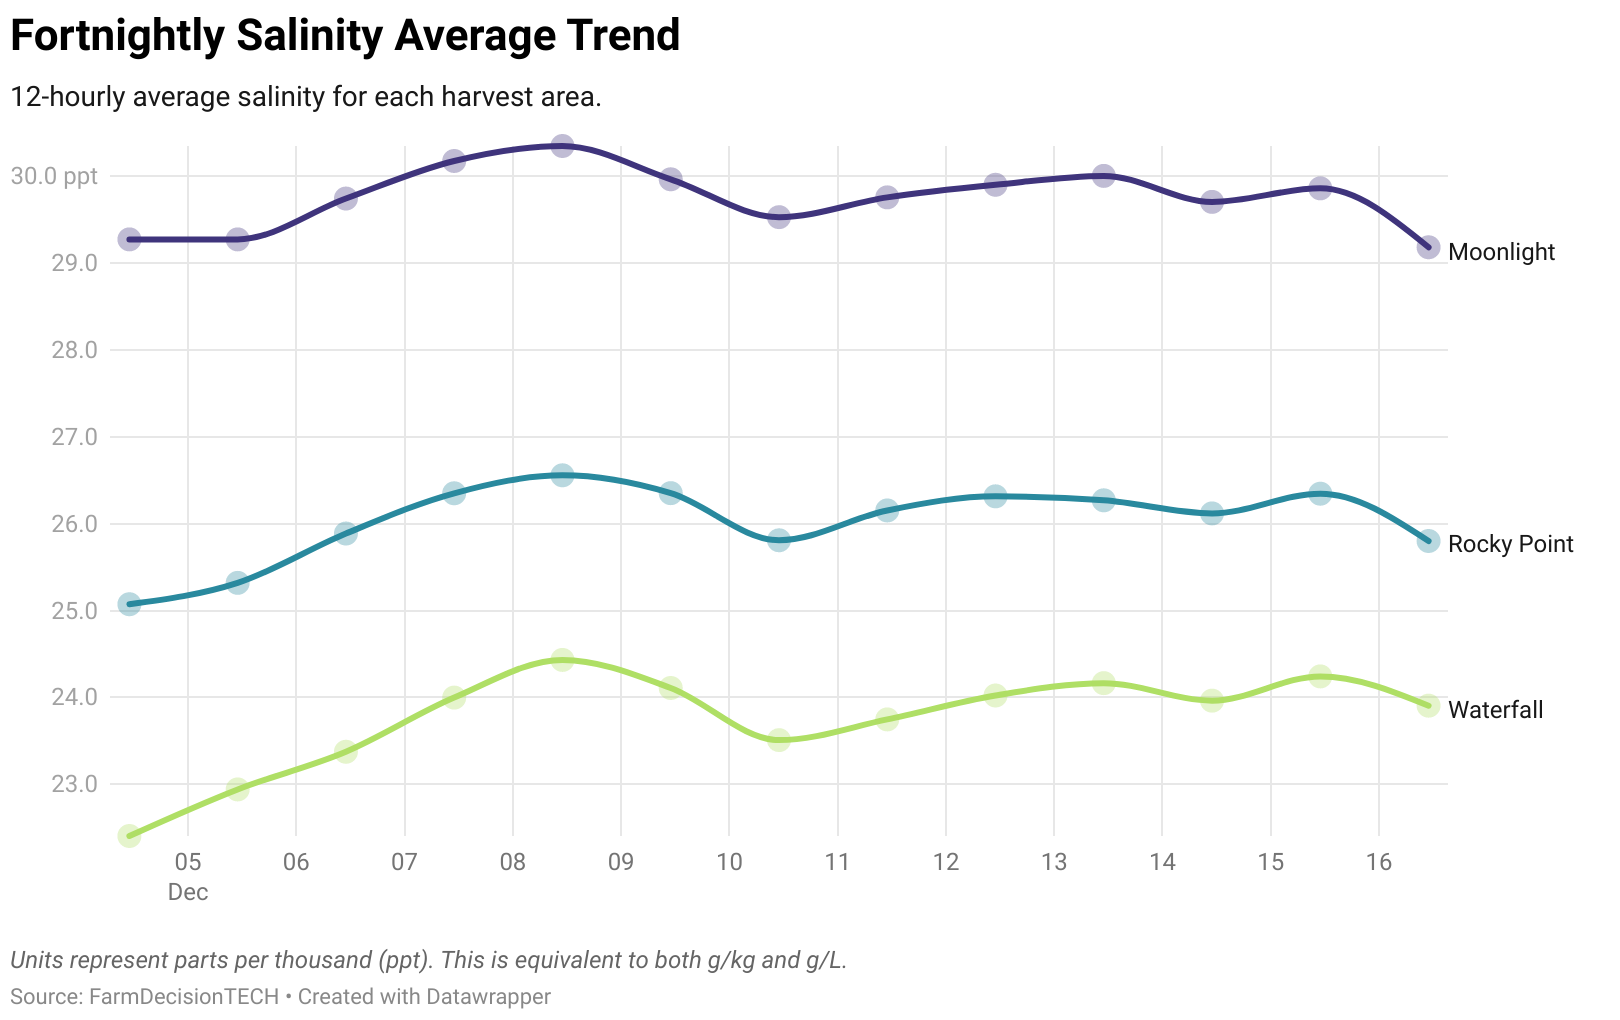 Fortnightly Salinity Average Trend
12-hourly average salinity for each harvest area.
30.0 ppt
29.0
28.0
27.0
26.0
25.0
24.0
23.0
Moonlight
Rocky Point
Waterfall
05 06 07 08 09 10 11 12 13 14 15 16
Dec
Units represent parts per thousand (ppt). This is equivalent to both g/kg and g/L.
Source: FarmDecisionTECH • Created with Datawrapper